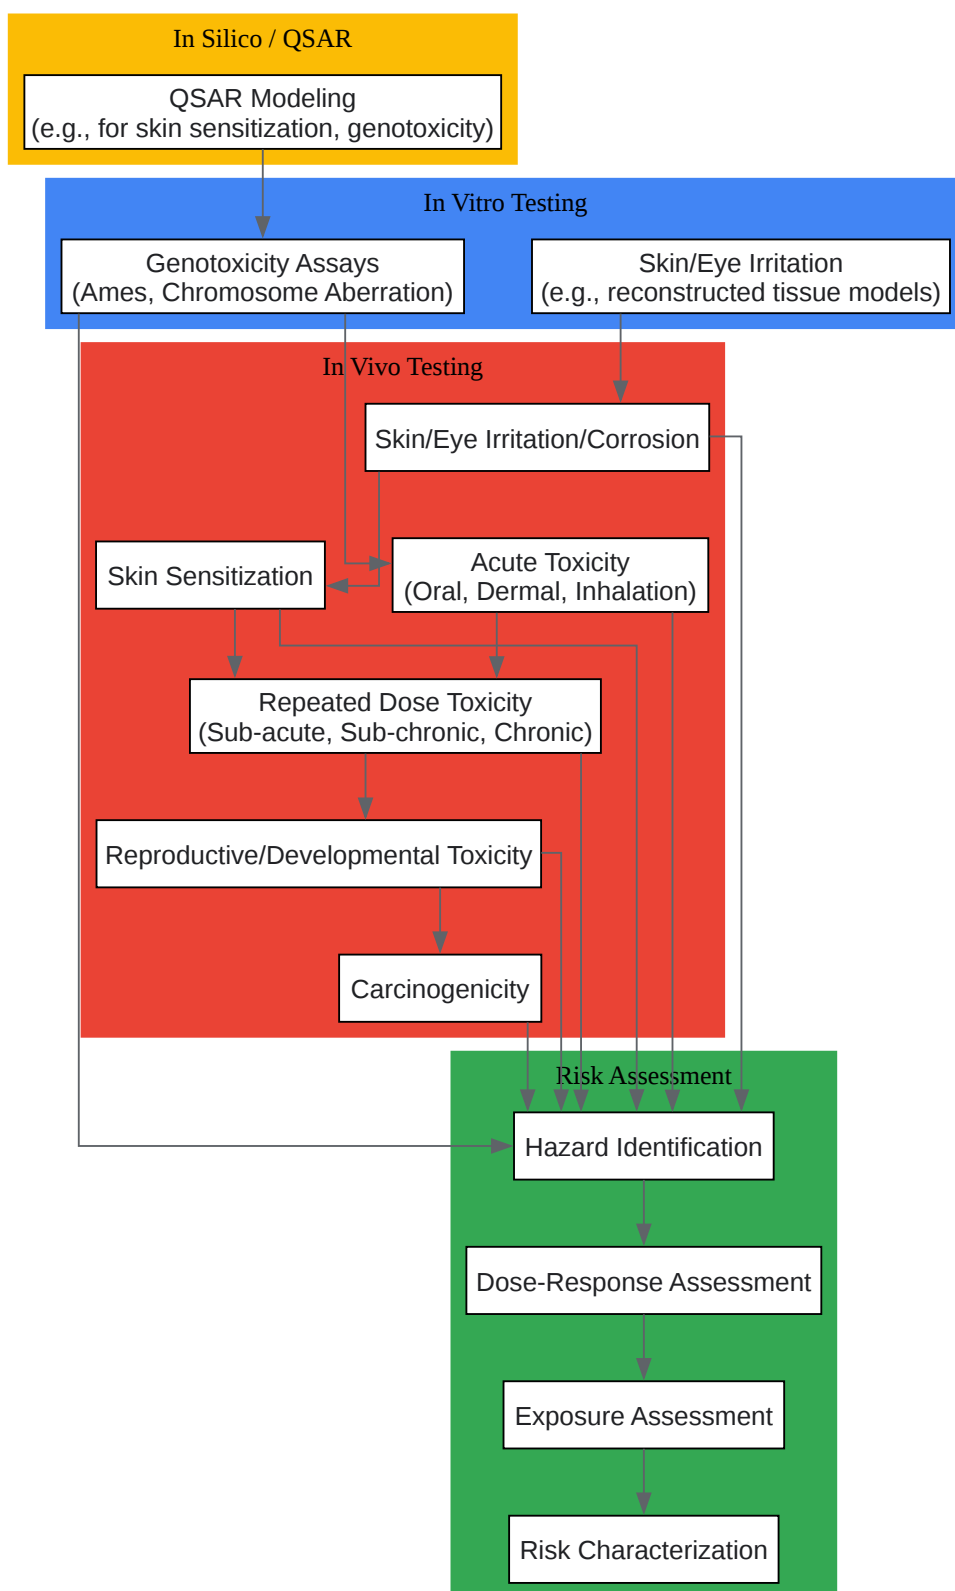 In Silico / QSAR
QSAR Modeling
(e.g., for skin sensitization, genotoxicity)
In Vitro Testing
Genotoxicity Assays
(Ames, Chromosome Aberration)
Skin/Eye Irritation
(e.g., reconstructed tissue models)
In Vivo Testing
Skin/Eye Irritation/Corrosion
Skin Sensitization
Acute Toxicity
(Oral, Dermal, Inhalation)
Repeated Dose Toxicity
(Sub-acute, Sub-chronic, Chronic)
Reproductive/Developmental Toxicity
Carcinogenicity
Risk Assessment
Hazard Identification
Dose-Response Assessment
Exposure Assessment
Risk Characterization